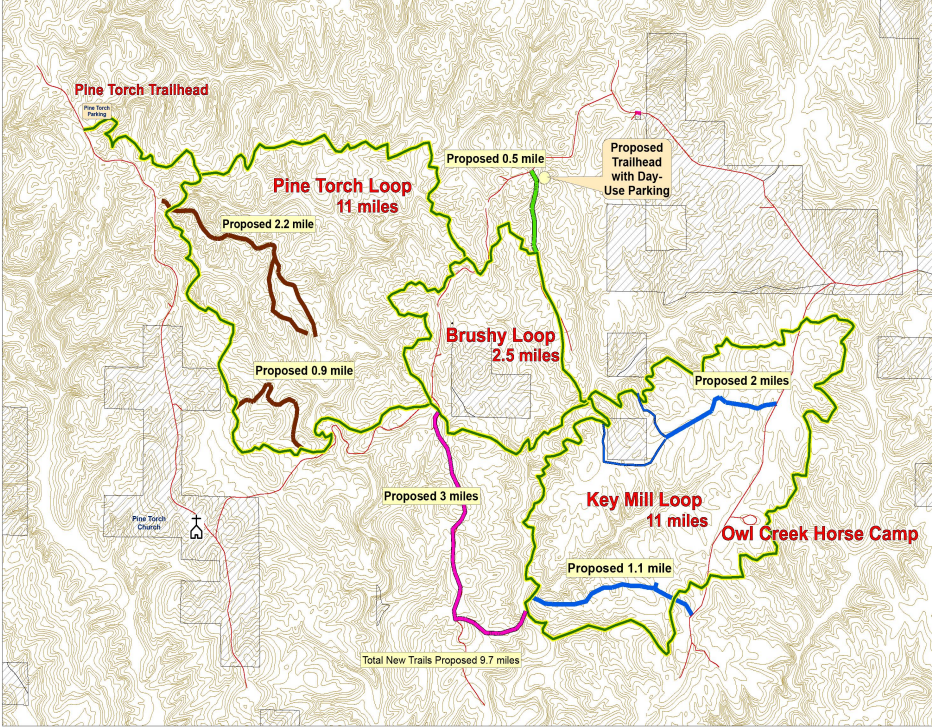 Pine Torch Trailhead
Pine Torch
Parking
Proposed 0.5 mile
Proposed
Trailhead
with Day-
Use Parking
Pine Torch Loop
11 miles
Proposed 2.2 mile
Brushy Loop
2.5 miles
Proposed 0.9 mile
Proposed 2 miles
Proposed 3 miles
Key Mill Loop
11 miles
Pine Torch
Church
Owl Creek Horse Camp
Proposed 1.1 mile
Total New Trails Proposed 9.7 miles